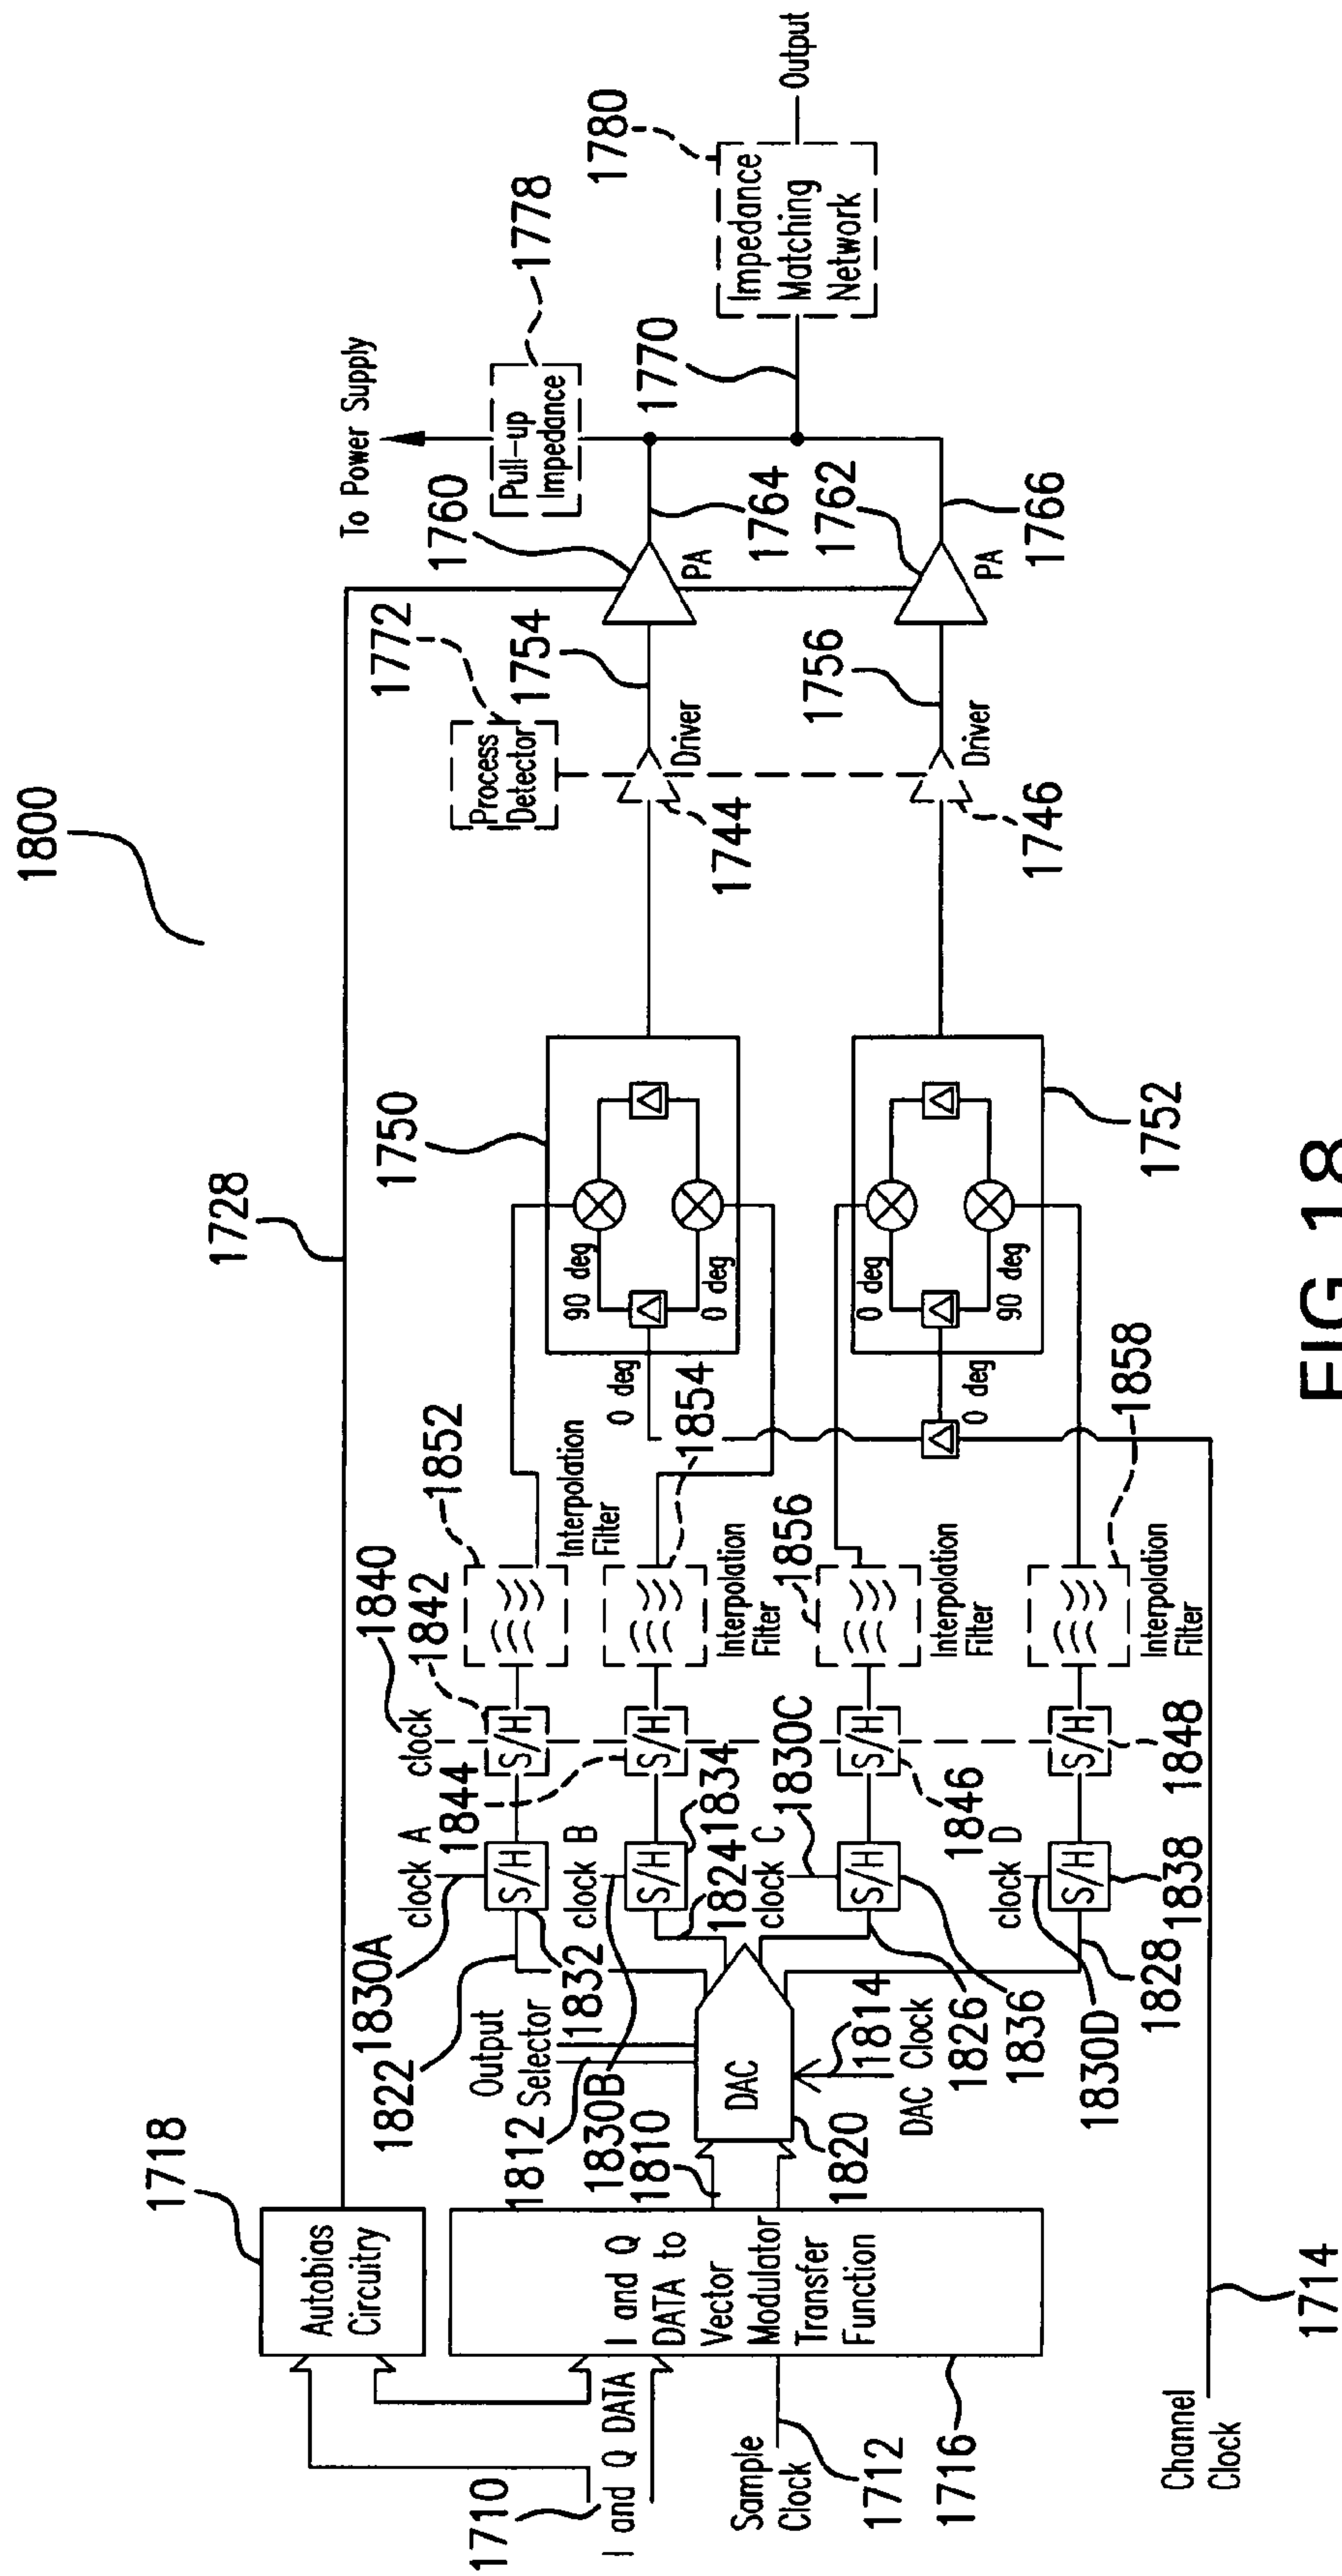 1800
1728
1718
Autobias
Circuitry
1710
I and Q DATA
Sample
Clock
1712
1716
I and Q
DATA to
Vector
Modulator
Transfer
Function
1810
1812
Output
Selector
1820
DAC
1814
DAC Clock
1822
1824
1826
1828
1830A
clock A
1832
S/H
1830B
clock B
1834
S/H
1830C
clock C
1836
S/H
1830D
clock D
1838
S/H
1840
clock
1842
S/H
1844
S/H
1846
S/H
1848
S/H
1852
Interpolation
Filter
1854
Interpolation
Filter
1856
Interpolation
Filter
1858
Interpolation
Filter
1750
90 deg
0 deg
0 deg
1752
0 deg
90 deg
0 deg
Channel
Clock
1714
1772
Process
Detector
1744
Driver
1754
1746
Driver
1756
1760
PA
1764
1762
PA
1766
To Power Supply
Pull-up
Impedance
1778
1770
1780
Impedance
Matching
Network
Output
FIG. 18